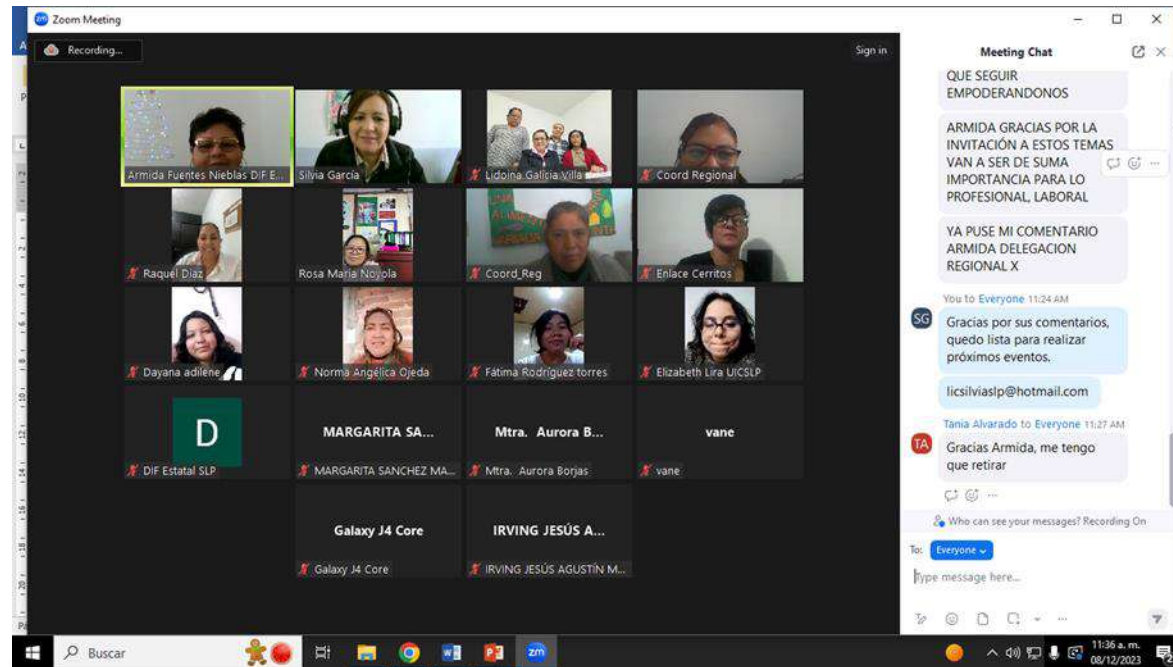 Zoom Meeting
Recording...
Sign in
Armida Fuentes Nieblas DIF E...
Silvia García
Lidoina Galicia Villa
Coord Regional
Raquel Diaz
Rosa Maria Noyola
Coord_Reg
Enlace Cerritos
Dayana adilene
Norma Angélica Ojeda
Fátima Rodríguez torres
Elizabeth Lira UICSLP
D
MARGARITA SA...
Mtra. Aurora B...
vane
DIF Estatal SLP
MARGARITA SANCHEZ MA...
Mtra. Aurora Borjas
vane
Galaxy J4 Core
IRVING JESÚS A...
Galaxy J4 Core
IRVING JESÚS AGUSTÍN M...
Meeting Chat
QUE SEGUIR
EMPODERANDONOS
ARMIDA GRACIAS POR LA
INVITACIÓN A ESTOS TEMAS
VAN A SER DE SUMA
IMPORTANCIA PARA LO
PROFESIONAL, LABORAL
YA PUSE MI COMENTARIO
ARMIDA DELEGACION
REGIONAL X
You to Everyone 11:24 AM
SG
Gracias por sus comentarios,
quedo lista para realizar
próximos eventos.
licsilviaslp@hotmail.com
Tania Alvarado to Everyone 11:27 AM
TA
Gracias Armida, me tengo
que retirar
Who can see your messages? Recording On
To: Everyone
Type message here...
Buscar
zm
11:36 a. m.
08/12/2023